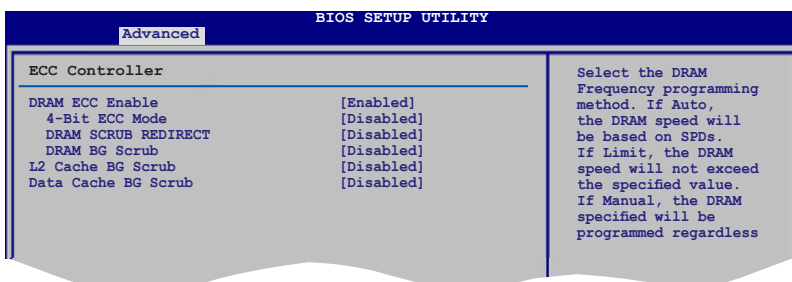 BIOS SETUP UTILITY
Advanced
ECC Controller
DRAM ECC Enable [Enabled]
4-Bit ECC Mode [Disabled]
DRAM SCRUB REDIRECT [Disabled]
DRAM BG Scrub [Disabled]
L2 Cache BG Scrub [Disabled]
Data Cache BG Scrub [Disabled]
Select the DRAM
Frequency programming
method. If Auto,
the DRAM speed will
be based on SPDs.
If Limit, the DRAM
speed will not exceed
the specified value.
If Manual, the DRAM
specified will be
programmed regardless